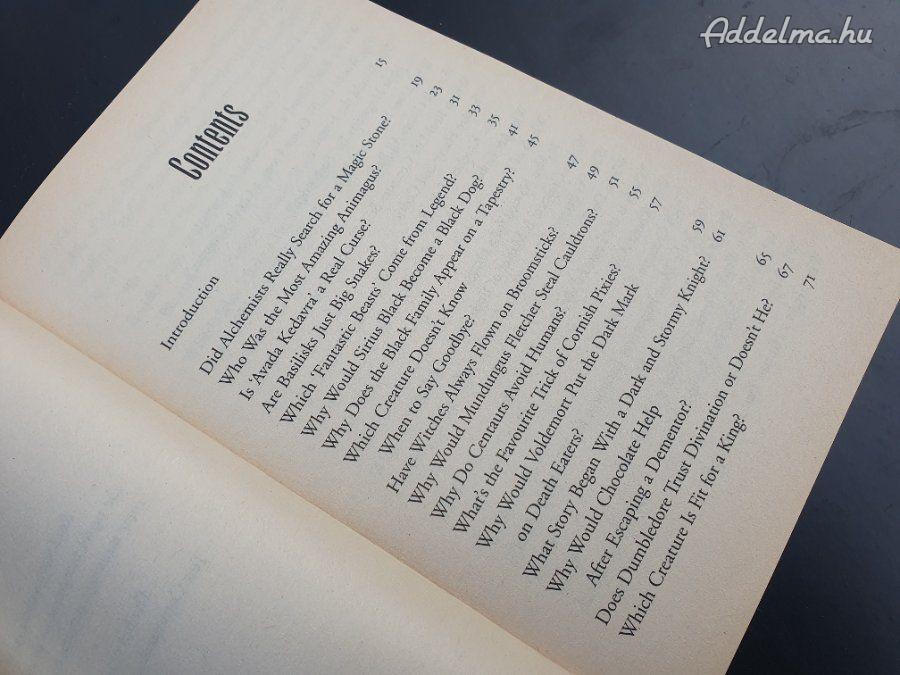 Addelma.hu
Contents
Introduction 15
Did Alchemists Really Search for a Magic Stone? 19
Who Was the Most Amazing Animagus? 23
Is 'Avada Kedavra' a Real Curse? 31
Are Basilisks Just Big Snakes? 33
Which 'Fantastic Beasts' Come from Legend? 35
Why Would Sirius Black Become a Black Dog? 41
Why Does the Black Family Appear on a Tapestry? 45
Which Creature Doesn't Know
When to Say Goodbye? 47
Have Witches Always Flown on Broomsticks? 49
Why Would Mundungus Fletcher Steal Cauldrons? 51
Why Do Centaurs Avoid Humans? 55
What's the Favourite Trick of Cornish Pixies? 57
Why Would Voldemort Put the Dark Mark
on Death Eaters? 59
What Story Began With a Dark and Stormy Knight? 61
Why Would Chocolate Help
After Escaping a Dementor? 65
Does Dumbledore Trust Divination or Doesn't He? 67
Which Creature Is Fit for a King? 71